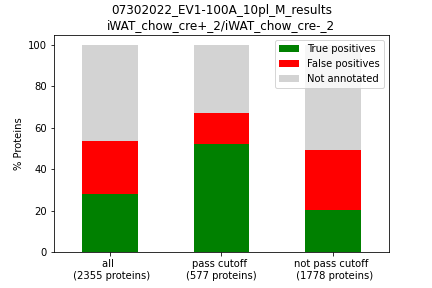 07302022_EV1-100A_10pl_M_results
iWAT_chow_cre+_2/iWAT_chow_cre-_2
% Proteins
100
80
60
40
20
0
True positives
False positives
Not annotated
all
(2355 proteins)
pass cutoff
(577 proteins)
not pass cutoff
(1778 proteins)